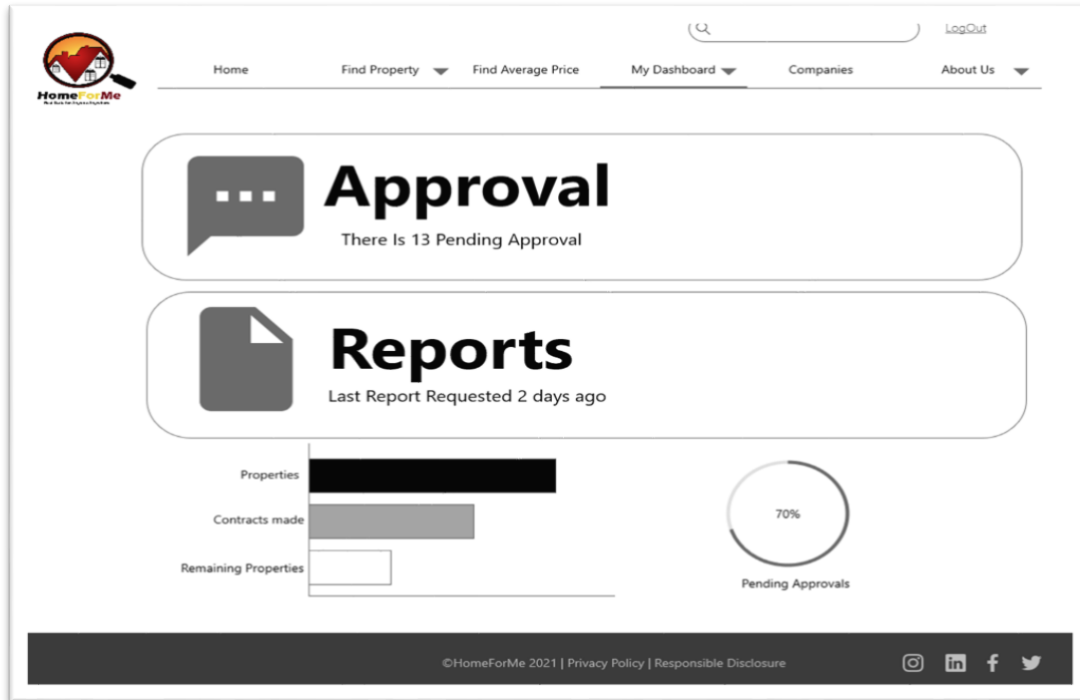 LogOut
Home Find Property Find Average Price My Dashboard Companies About Us
HomeForMe
Approval
There Is 13 Pending Approval
Reports
Last Report Requested 2 days ago
Properties
Contracts made
Remaining Properties
70%
Pending Approvals
©HomeForMe 2021 | Privacy Policy | Responsible Disclosure